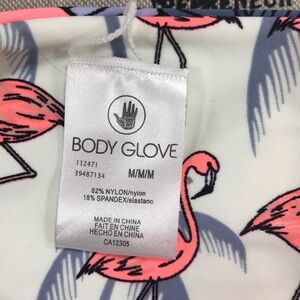 BODY GLOVE
112471
39487134 M/M/M
82% NYLON/nylon
18% SPANDEX/elastano
MADE IN CHINA
FAIT EN CHINE
HECHO EN CHINA
CA12305